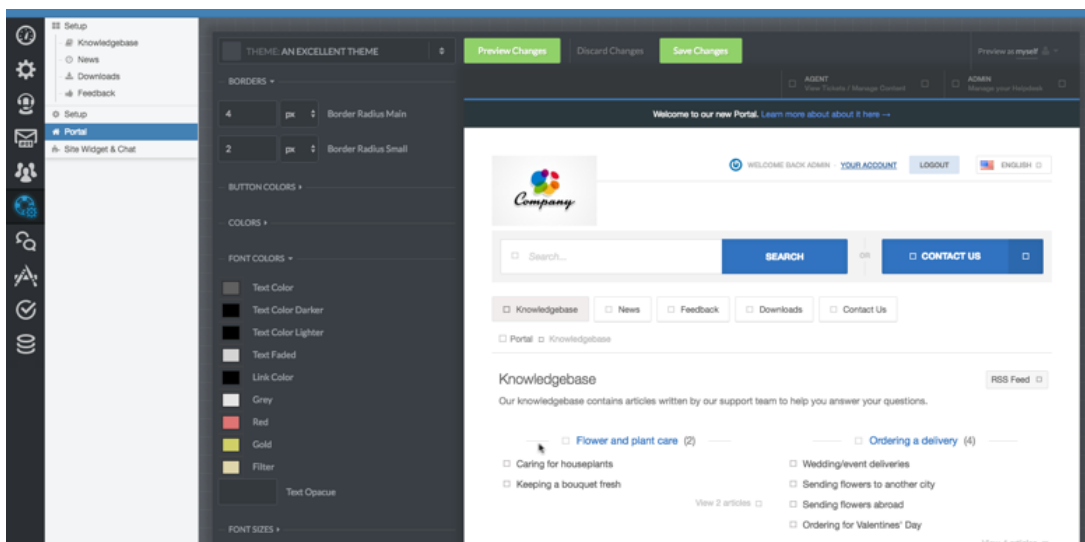 Setup
Knowledgebase
News
Downloads
Feedback
Setup
Portal
Site Widget & Chat
THEME: AN EXCELLENT THEME
BORDERS
4 px Border Radius Main
2 px Border Radius Small
BUTTON COLORS
COLORS
FONT COLORS
Text Color
Text Color Darker
Text Color Lighter
Text Faded
Link Color
Grey
Red
Gold
Filter
Text Opacue
FONT SIZES
Preview Changes Discard Changes Save Changes Preview as myself
AGENT
View Tickets / Manage Content
ADMIN
Manage your Helpdesk
Welcome to our new Portal. Learn more about about it here →
Company
WELCOME BACK ADMIN - YOUR ACCOUNT LOGOUT ENGLISH
Search... SEARCH OR CONTACT US
Knowledgebase News Feedback Downloads Contact Us
Portal Knowledgebase
Knowledgebase RSS Feed
Our knowledgebase contains articles written by our support team to help you answer your questions.
Flower and plant care (2)
Caring for houseplants
Keeping a bouquet fresh
View 2 articles
Ordering a delivery (4)
Wedding/event deliveries
Sending flowers to another city
Sending flowers abroad
Ordering for Valentines' Day